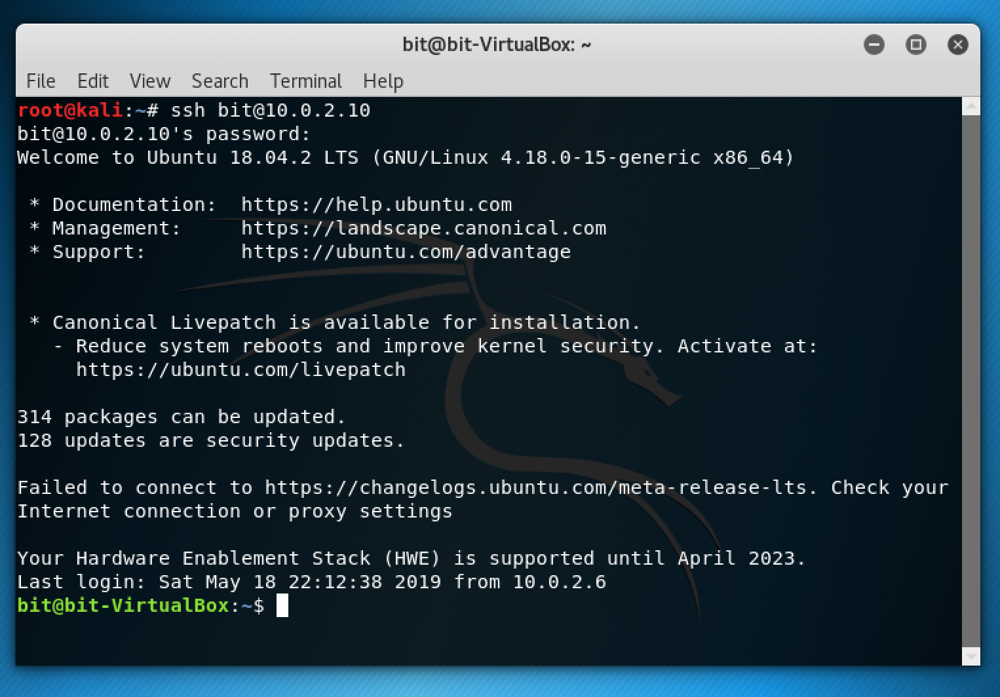 bit@bit-VirtualBox: ~
File Edit View Search Terminal Help
root@kali:~# ssh bit@10.0.2.10
bit@10.0.2.10's password:
Welcome to Ubuntu 18.04.2 LTS (GNU/Linux 4.18.0-15-generic x86_64)
* Documentation:  https://help.ubuntu.com
* Management:     https://landscape.canonical.com
* Support:        https://ubuntu.com/advantage
* Canonical Livepatch is available for installation.
- Reduce system reboots and improve kernel security. Activate at:
https://ubuntu.com/livepatch
314 packages can be updated.
128 updates are security updates.
Failed to connect to https://changelogs.ubuntu.com/meta-release-lts. Check your
Internet connection or proxy settings
Your Hardware Enablement Stack (HWE) is supported until April 2023.
Last login: Sat May 18 22:12:38 2019 from 10.0.2.6
bit@bit-VirtualBox:~$